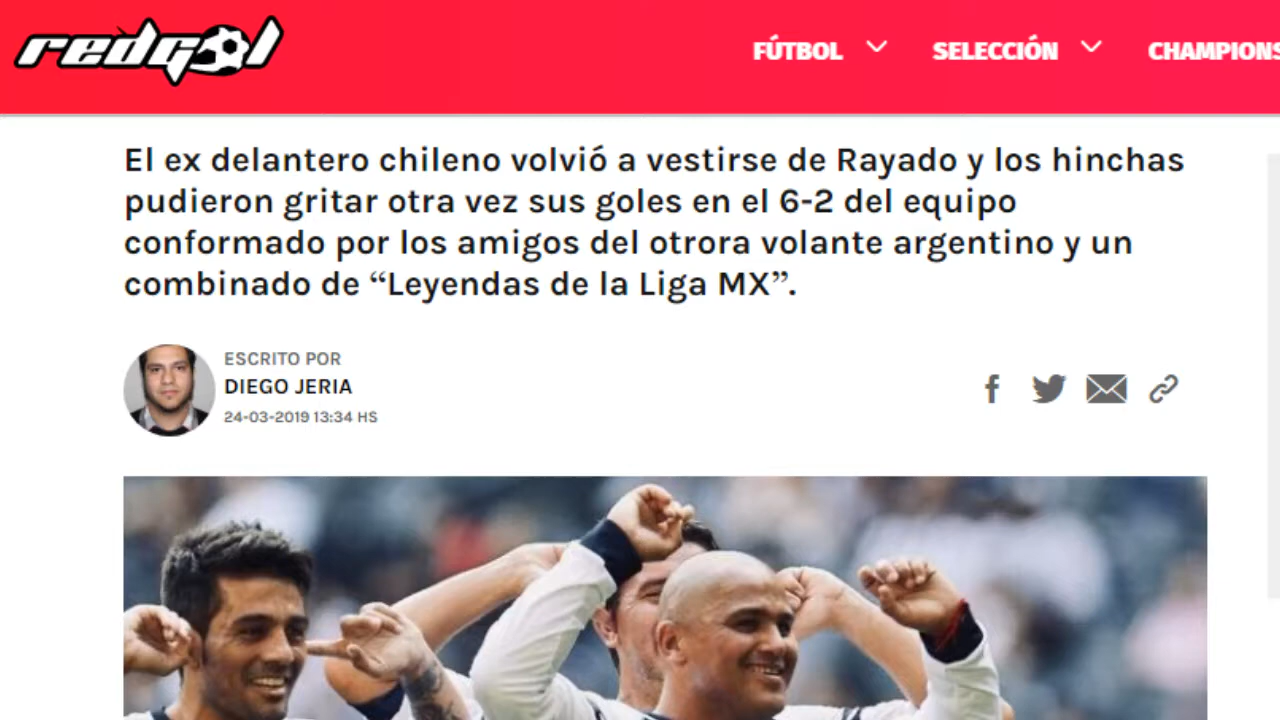 redgol
FÚTBOL
SELECCIÓN
CHAMPIONS
El ex delantero chileno volvió a vestirse de Rayado y los hinchas
pudieron gritar otra vez sus goles en el 6-2 del equipo
conformado por los amigos del otrora volante argentino y un
combinado de “Leyendas de la Liga MX”.
ESCRITO POR
DIEGO JERIA
24-03-2019 13:34 HS